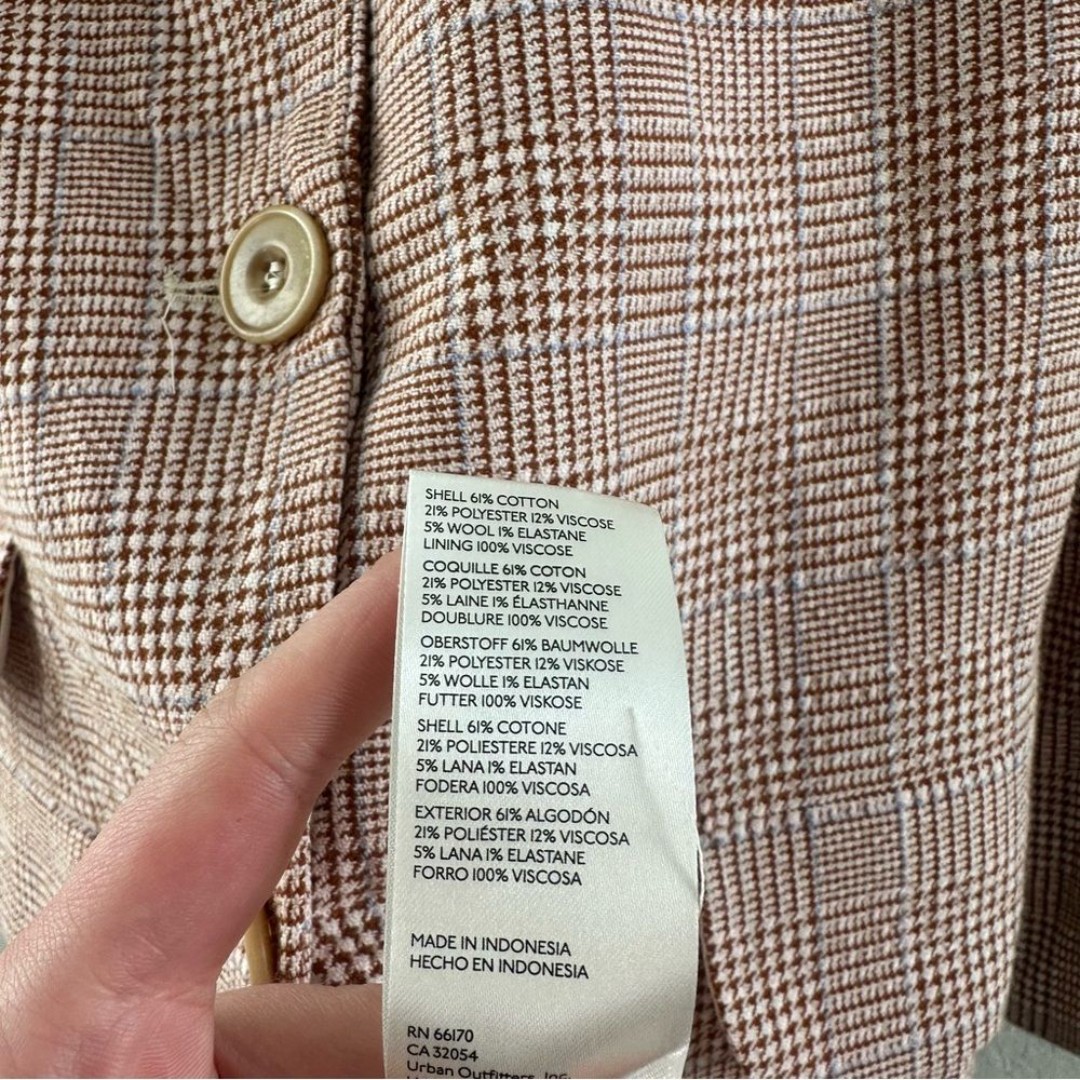 SHELL 61% COTTON
21% POLYESTER 12% VISCOSE
5% WOOL 1% ELASTANE
LINING 100% VISCOSE
COQUILLE 61% COTON
21% POLYESTER 12% VISCOSE
5% LAINE 1% ÉLASTHANNE
DOUBLURE 100% VISCOSE
OBERSTOFF 61% BAUMWOLLE
21% POLYESTER 12% VISKOSE
5% WOLLE 1% ELASTAN
FUTTER 100% VISKOSE
SHELL 61% COTONE
21% POLIESTERE 12% VISCOSA
5% LANA 1% ELASTAN
FODERA 100% VISCOSA
EXTERIOR 61% ALGODÓN
21% POLIÉSTER 12% VISCOSA
5% LANA 1% ELASTANE
FORRO 100% VISCOSA
MADE IN INDONESIA
HECHO EN INDONESIA
RN 66170
CA 32054
Urban Outfitters, Inc.